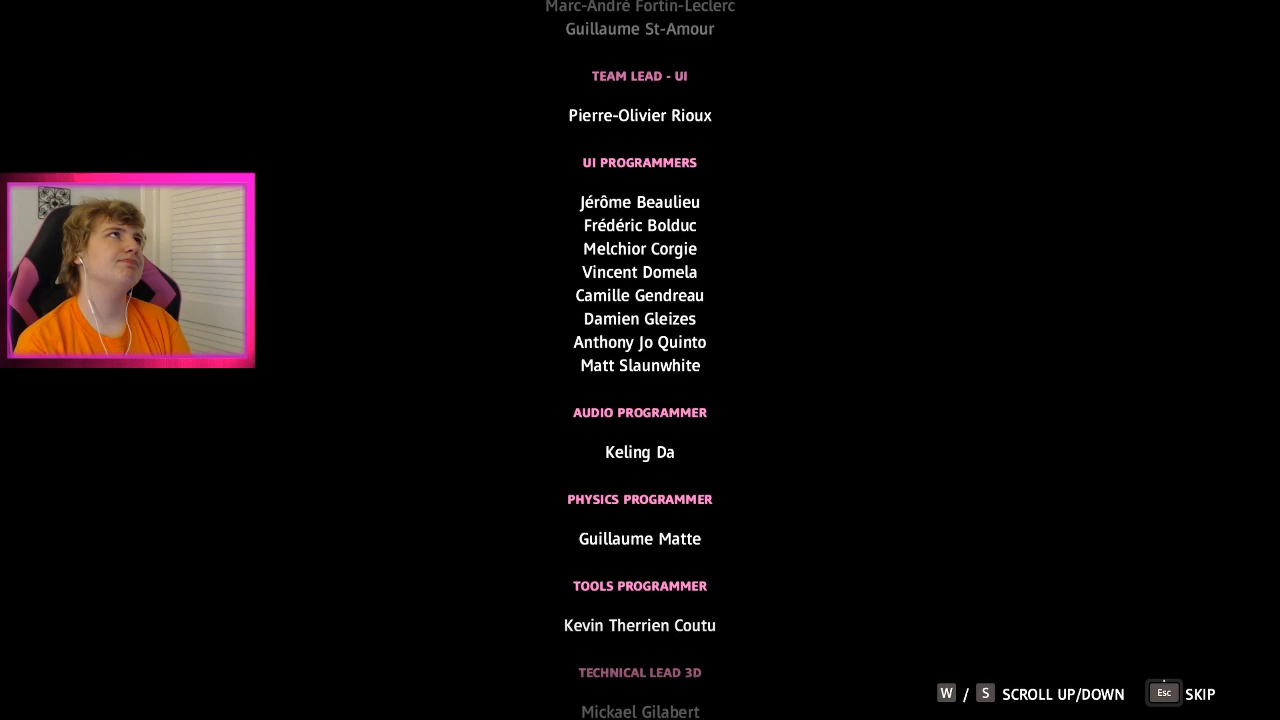 Marc-André Fortin-Leclerc
Guillaume St-Amour
TEAM LEAD - UI
Pierre-Olivier Rioux
UI PROGRAMMERS
Jérôme Beaulieu
Frédéric Bolduc
Melchior Corgie
Vincent Domela
Camille Gendreau
Damien Gleizes
Anthony Jo Quinto
Matt Slaunwhite
AUDIO PROGRAMMER
Keling Da
PHYSICS PROGRAMMER
Guillaume Matte
TOOLS PROGRAMMER
Kevin Therrien Coutu
TECHNICAL LEAD 3D
Mickael Gilabert
W / S SCROLL UP/DOWN Esc SKIP